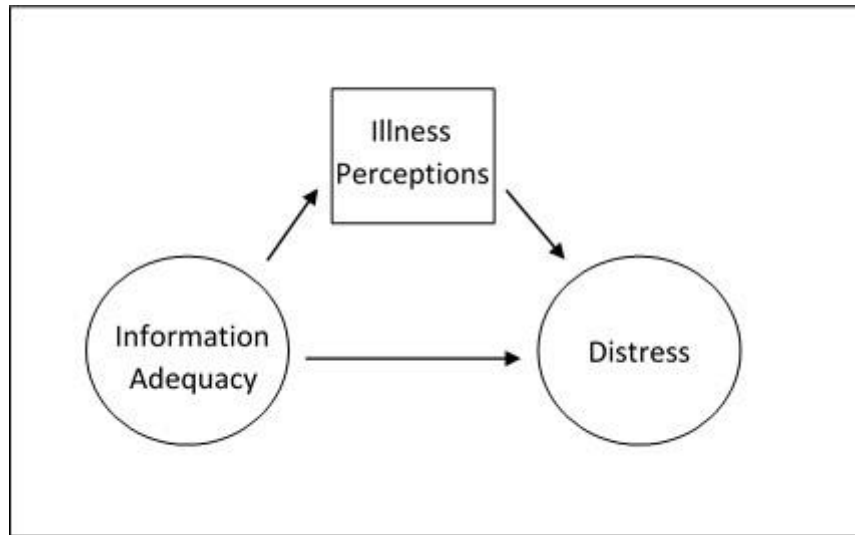 Illness
Perceptions
Information
Adequacy
Distress